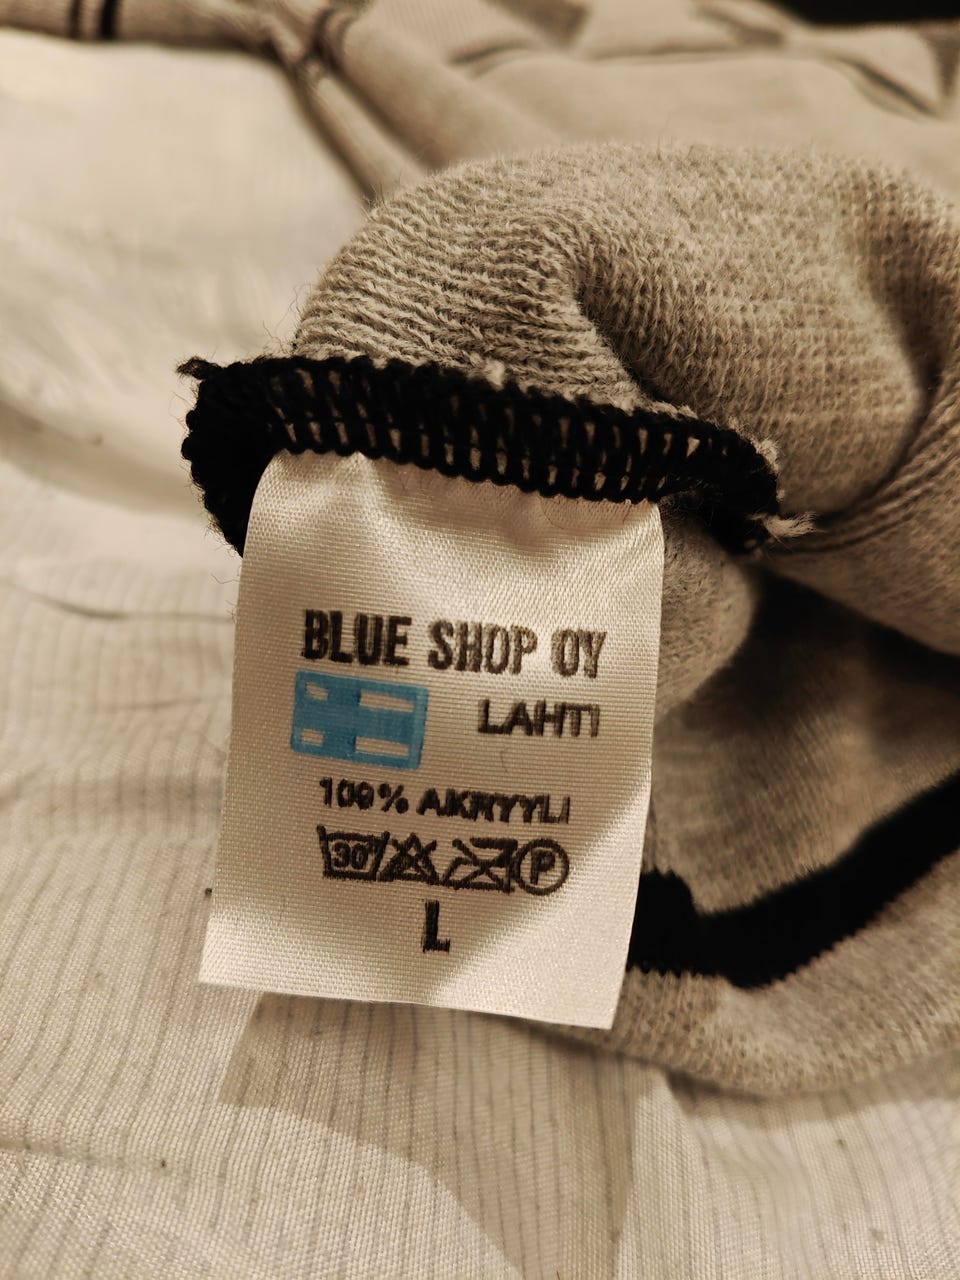 BLUE SHOP OY
LAHTI
100% AKRYYLI
30° P
L